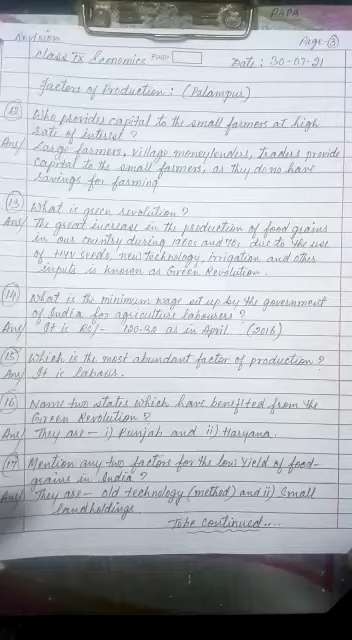 PAPA
Revision
Page-③
Class IX Economics
Page
Date: 30-07-21
Factors of Production: (Palampur)
(12) Who provides capital to the small farmers at high
rate of interest?
Ans/ Large farmers, village moneylenders, traders provide
capital to the small farmers, as they do no have
savings for farming
(13) What is green revolution?
Ans/ The great increase in the production of food grains
in our country during 1960s and 70s, due to the use
of HYV seeds, new technology, irrigation and other
inputs is known as Green Revolution.
(14) What is the minimum wage set up by the government
of India for agriculture labourers?
Ans/ It is Rs/- as in April (2016)
(15) Which is the most abundant factor of production?
Ans/ It is labour.
(16) Name two states which have benefited from the
Green Revolution?
Ans/ They are - i) Punjab and ii) Haryana.
(17) Mention any two factors for the low yield of food-
grains in India?
Ans/ They are - old technology (method) and ii) Small
landholdings.
To be continued....